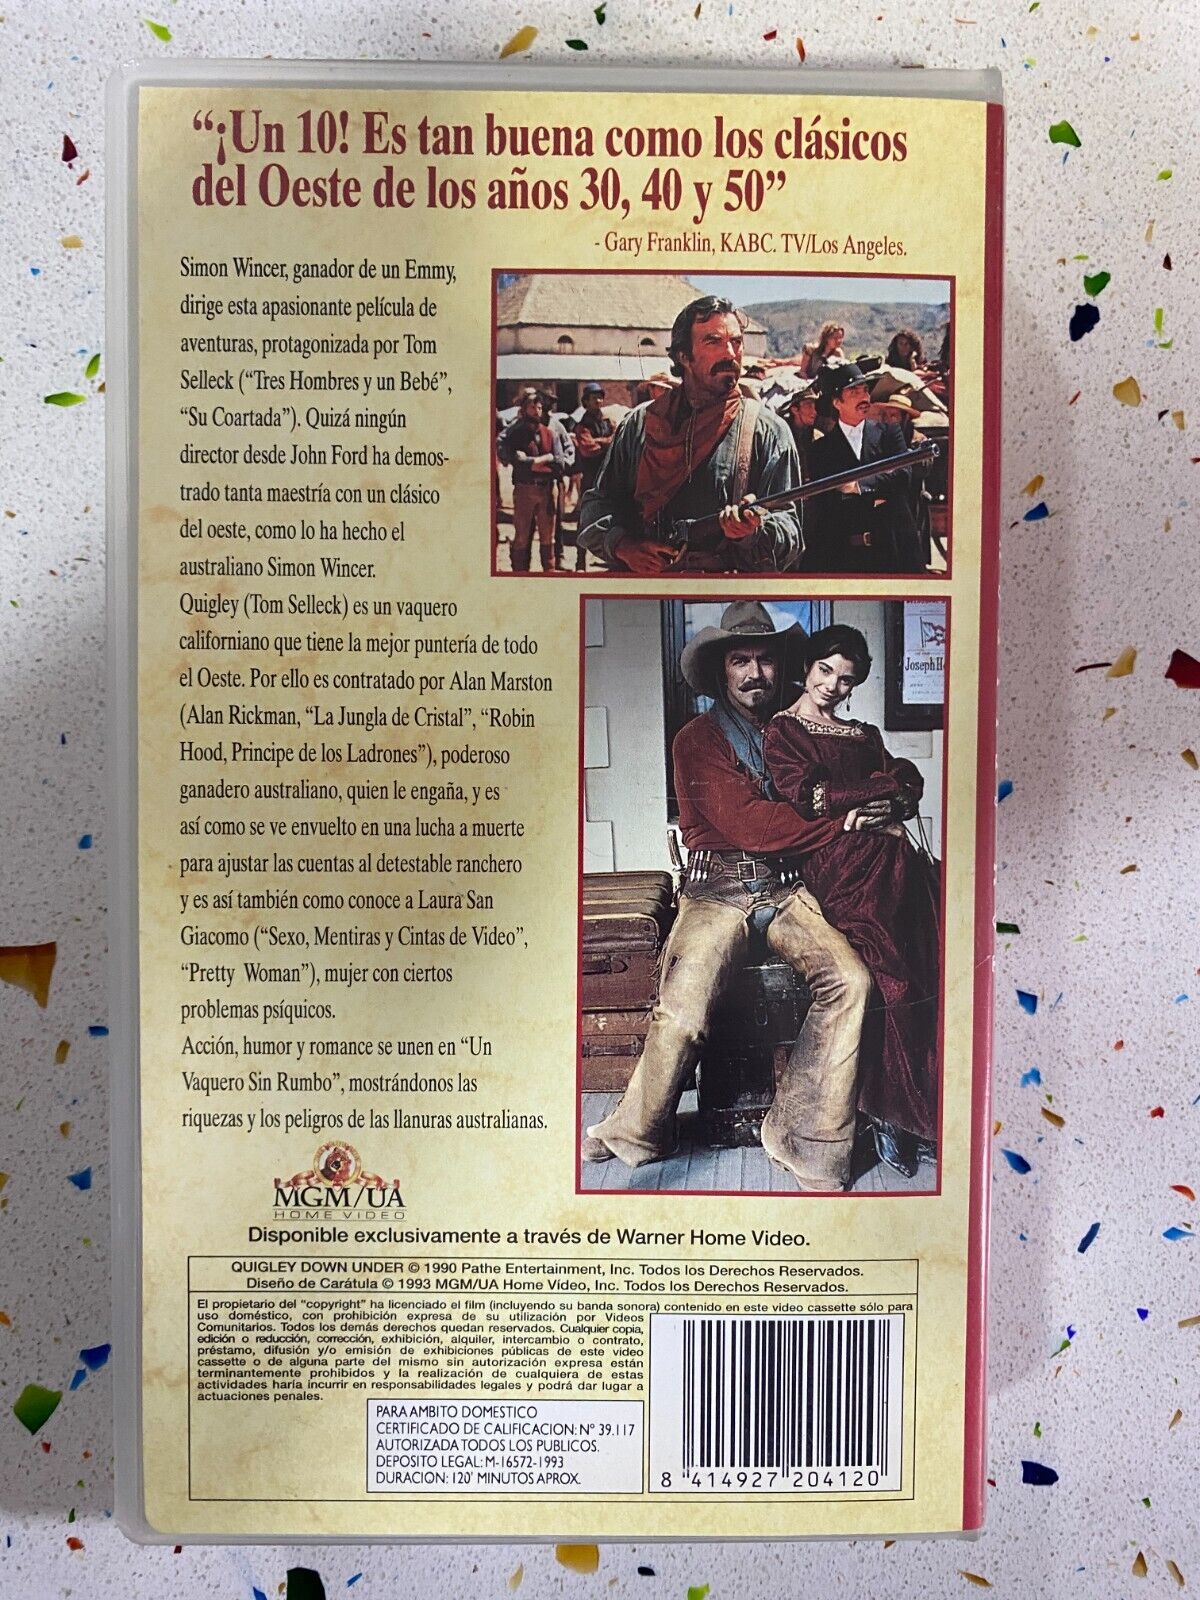 “¡Un 10! Es tan buena como los clásicos
del Oeste de los años 30, 40 y 50”
- Gary Franklin, KABC. TV/Los Angeles.
Simon Wincer, ganador de un Emmy,
dirige esta apasionante película de
aventuras, protagonizada por Tom
Selleck (“Tres Hombres y un Bebé”,
“Su Coartada”). Quizá ningún
director desde John Ford ha demos-
trado tanta maestría con un clásico
del oeste, como lo ha hecho el
australiano Simon Wincer.
Quigley (Tom Selleck) es un vaquero
californiano que tiene la mejor puntería de todo
el Oeste. Por ello es contratado por Alan Marston
(Alan Rickman, “La Jungla de Cristal”, “Robin
Hood, Principe de los Ladrones”), poderoso
ganadero australiano, quien le engaña, y es
así como se ve envuelto en una lucha a muerte
para ajustar las cuentas al detestable ranchero
y es así también como conoce a Laura San
Giacomo (“Sexo, Mentiras y Cintas de Video”,
“Pretty Woman”), mujer con ciertos
problemas psíquicos.
Acción, humor y romance se unen en “Un
Vaquero Sin Rumbo”, mostrándonos las
riquezas y los peligros de las llanuras australianas.
Joseph H
MGM/UA
HOME VIDEO
Disponible exclusivamente a través de Warner Home Video.
QUIGLEY DOWN UNDER © 1990 Pathe Entertainment, Inc. Todos los Derechos Reservados.
Diseño de Carátula © 1993 MGM/UA Home Video, Inc. Todos los Derechos Reservados.
El propietario del "copyright" ha licenciado el film (incluyendo su banda sonora) contenido en este video cassette sólo para
uso doméstico, con prohibición expresa de su utilización por Videos
Comunitarios. Todos los demás derechos quedan reservados. Cualquier copia,
edición o reducción, corrección, exhibición, alquiler, intercambio o contrato,
préstamo, difusión y/o emisión de exhibiciones públicas de este video
cassette o de alguna parte del mismo sin autorización expresa están
terminantemente prohibidos y la realización de cualquiera de estas
actividades haría incurrir en responsabilidades legales y podrá dar lugar a
actuaciones penales.
PARA AMBITO DOMESTICO
CERTIFICADO DE CALIFICACION: Nº 39.117
AUTORIZADA TODOS LOS PUBLICOS.
DEPOSITO LEGAL: M-16572-1993
DURACION: 120' MINUTOS APROX.
8 414927 204120